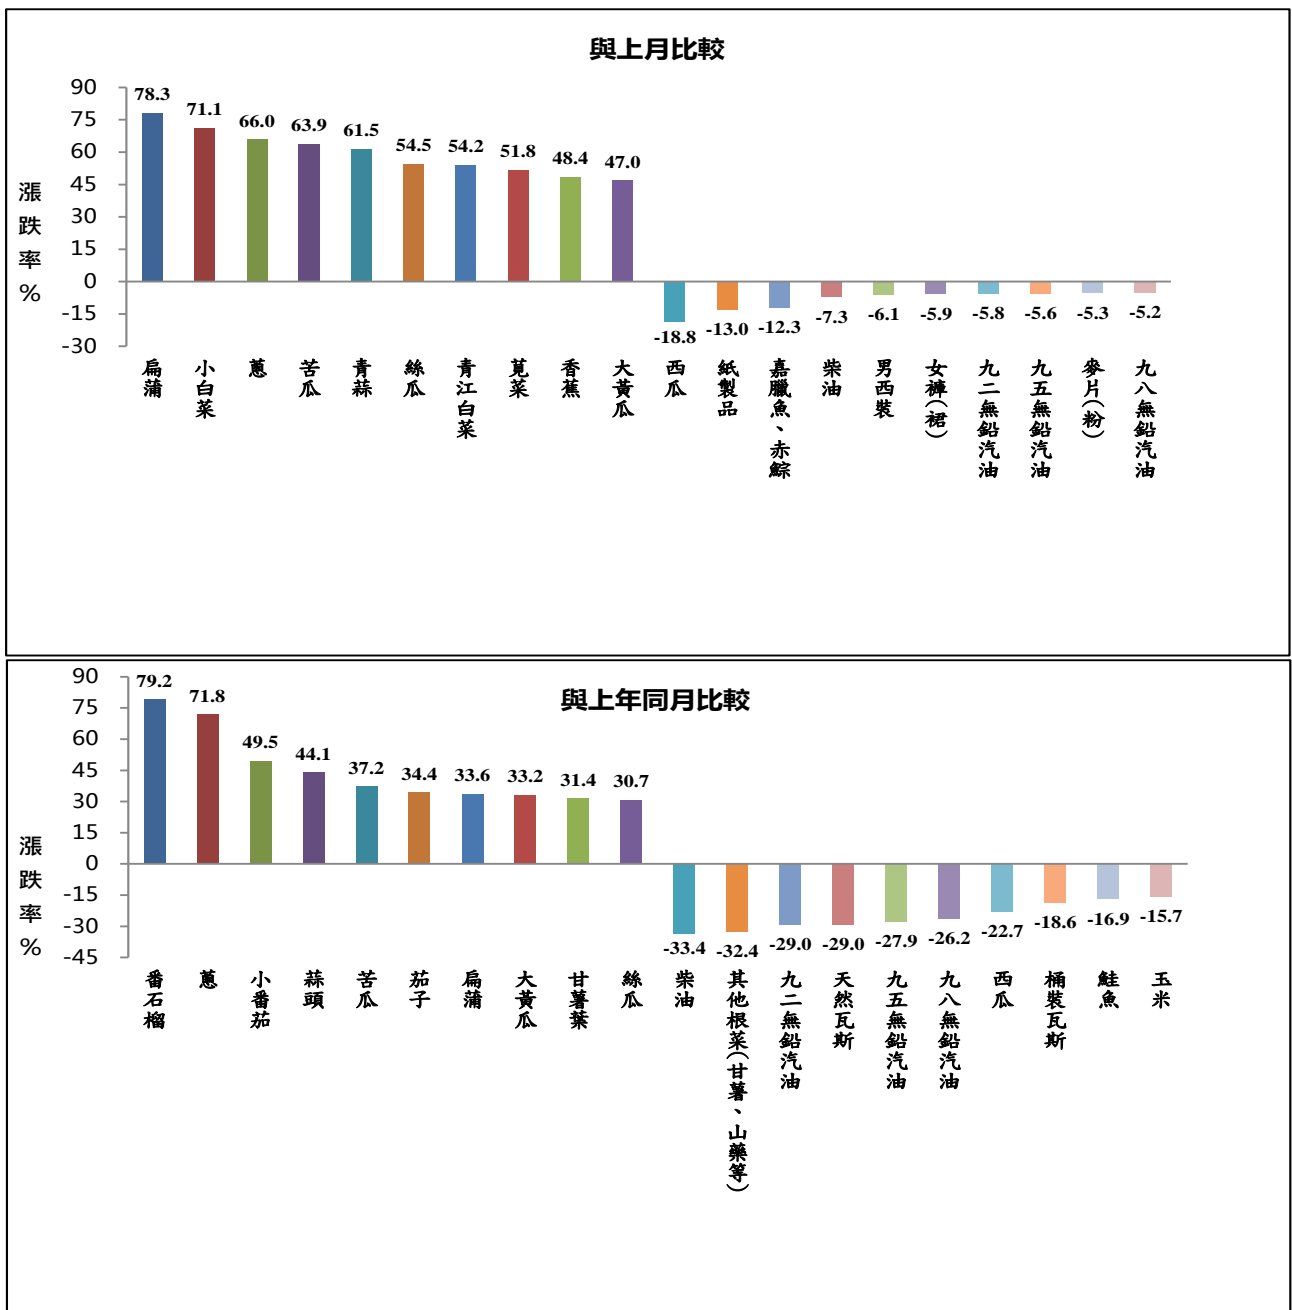 與上月比較
漲跌率%
90
75
60
45
30
15
0
-15
-30
78.3
71.1
66.0
63.9
61.5
54.5
54.2
51.8
48.4
47.0
-18.8
-13.0
-12.3
-7.3
-6.1
-5.9
-5.8
-5.6
-5.3
-5.2
扁蒲
小白菜
蔥
苦瓜
青蒜
絲瓜
青江白菜
莧菜
香蕉
大黃瓜
西瓜
紙製品
嘉臘魚、赤鯮
柴油
男西裝
女褲(裙)
九二無鉛汽油
九五無鉛汽油
麥片(粉)
九八無鉛汽油
與上年同月比較
漲跌率%
90
75
60
45
30
15
0
-15
-30
-45
79.2
71.8
49.5
44.1
37.2
34.4
33.6
33.2
31.4
30.7
-33.4
-32.4
-29.0
-29.0
-27.9
-26.2
-22.7
-18.6
-16.9
-15.7
番石榴
蔥
小番茄
蒜頭
苦瓜
茄子
扁蒲
大黃瓜
甘薯葉
絲瓜
柴油
其他根菜(甘薯、山藥等)
九二無鉛汽油
天然瓦斯
九五無鉛汽油
九八無鉛汽油
西瓜
桶裝瓦斯
鮭魚
玉米